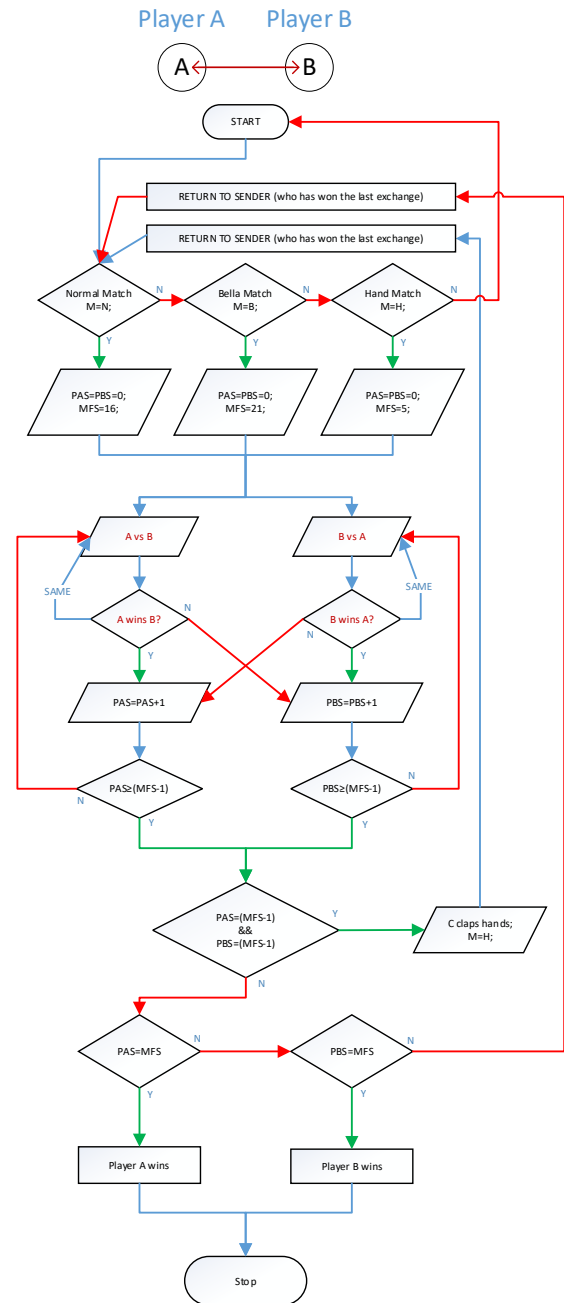 Player A Player B
A B
START
RETURN TO SENDER (who has won the last exchange)
RETURN TO SENDER (who has won the last exchange)
Normal Match
M=N;
N
Bella Match
M=B;
N
Hand Match
M=H;
N
Y
Y
Y
PAS=PBS=0;
MFS=16;
PAS=PBS=0;
MFS=21;
PAS=PBS=0;
MFS=5;
A vs B
B vs A
SAME
SAME
A wins B?
N
B wins A?
N
Y
Y
PAS=PAS+1
PBS=PBS+1
PAS≥(MFS-1)
N
PBS≥(MFS-1)
N
Y
Y
PAS=(MFS-1)
&&
PBS=(MFS-1)
Y
C claps hands;
M=H;
N
PAS=MFS
N
PBS=MFS
N
Y
Y
Player A wins
Player B wins
Stop